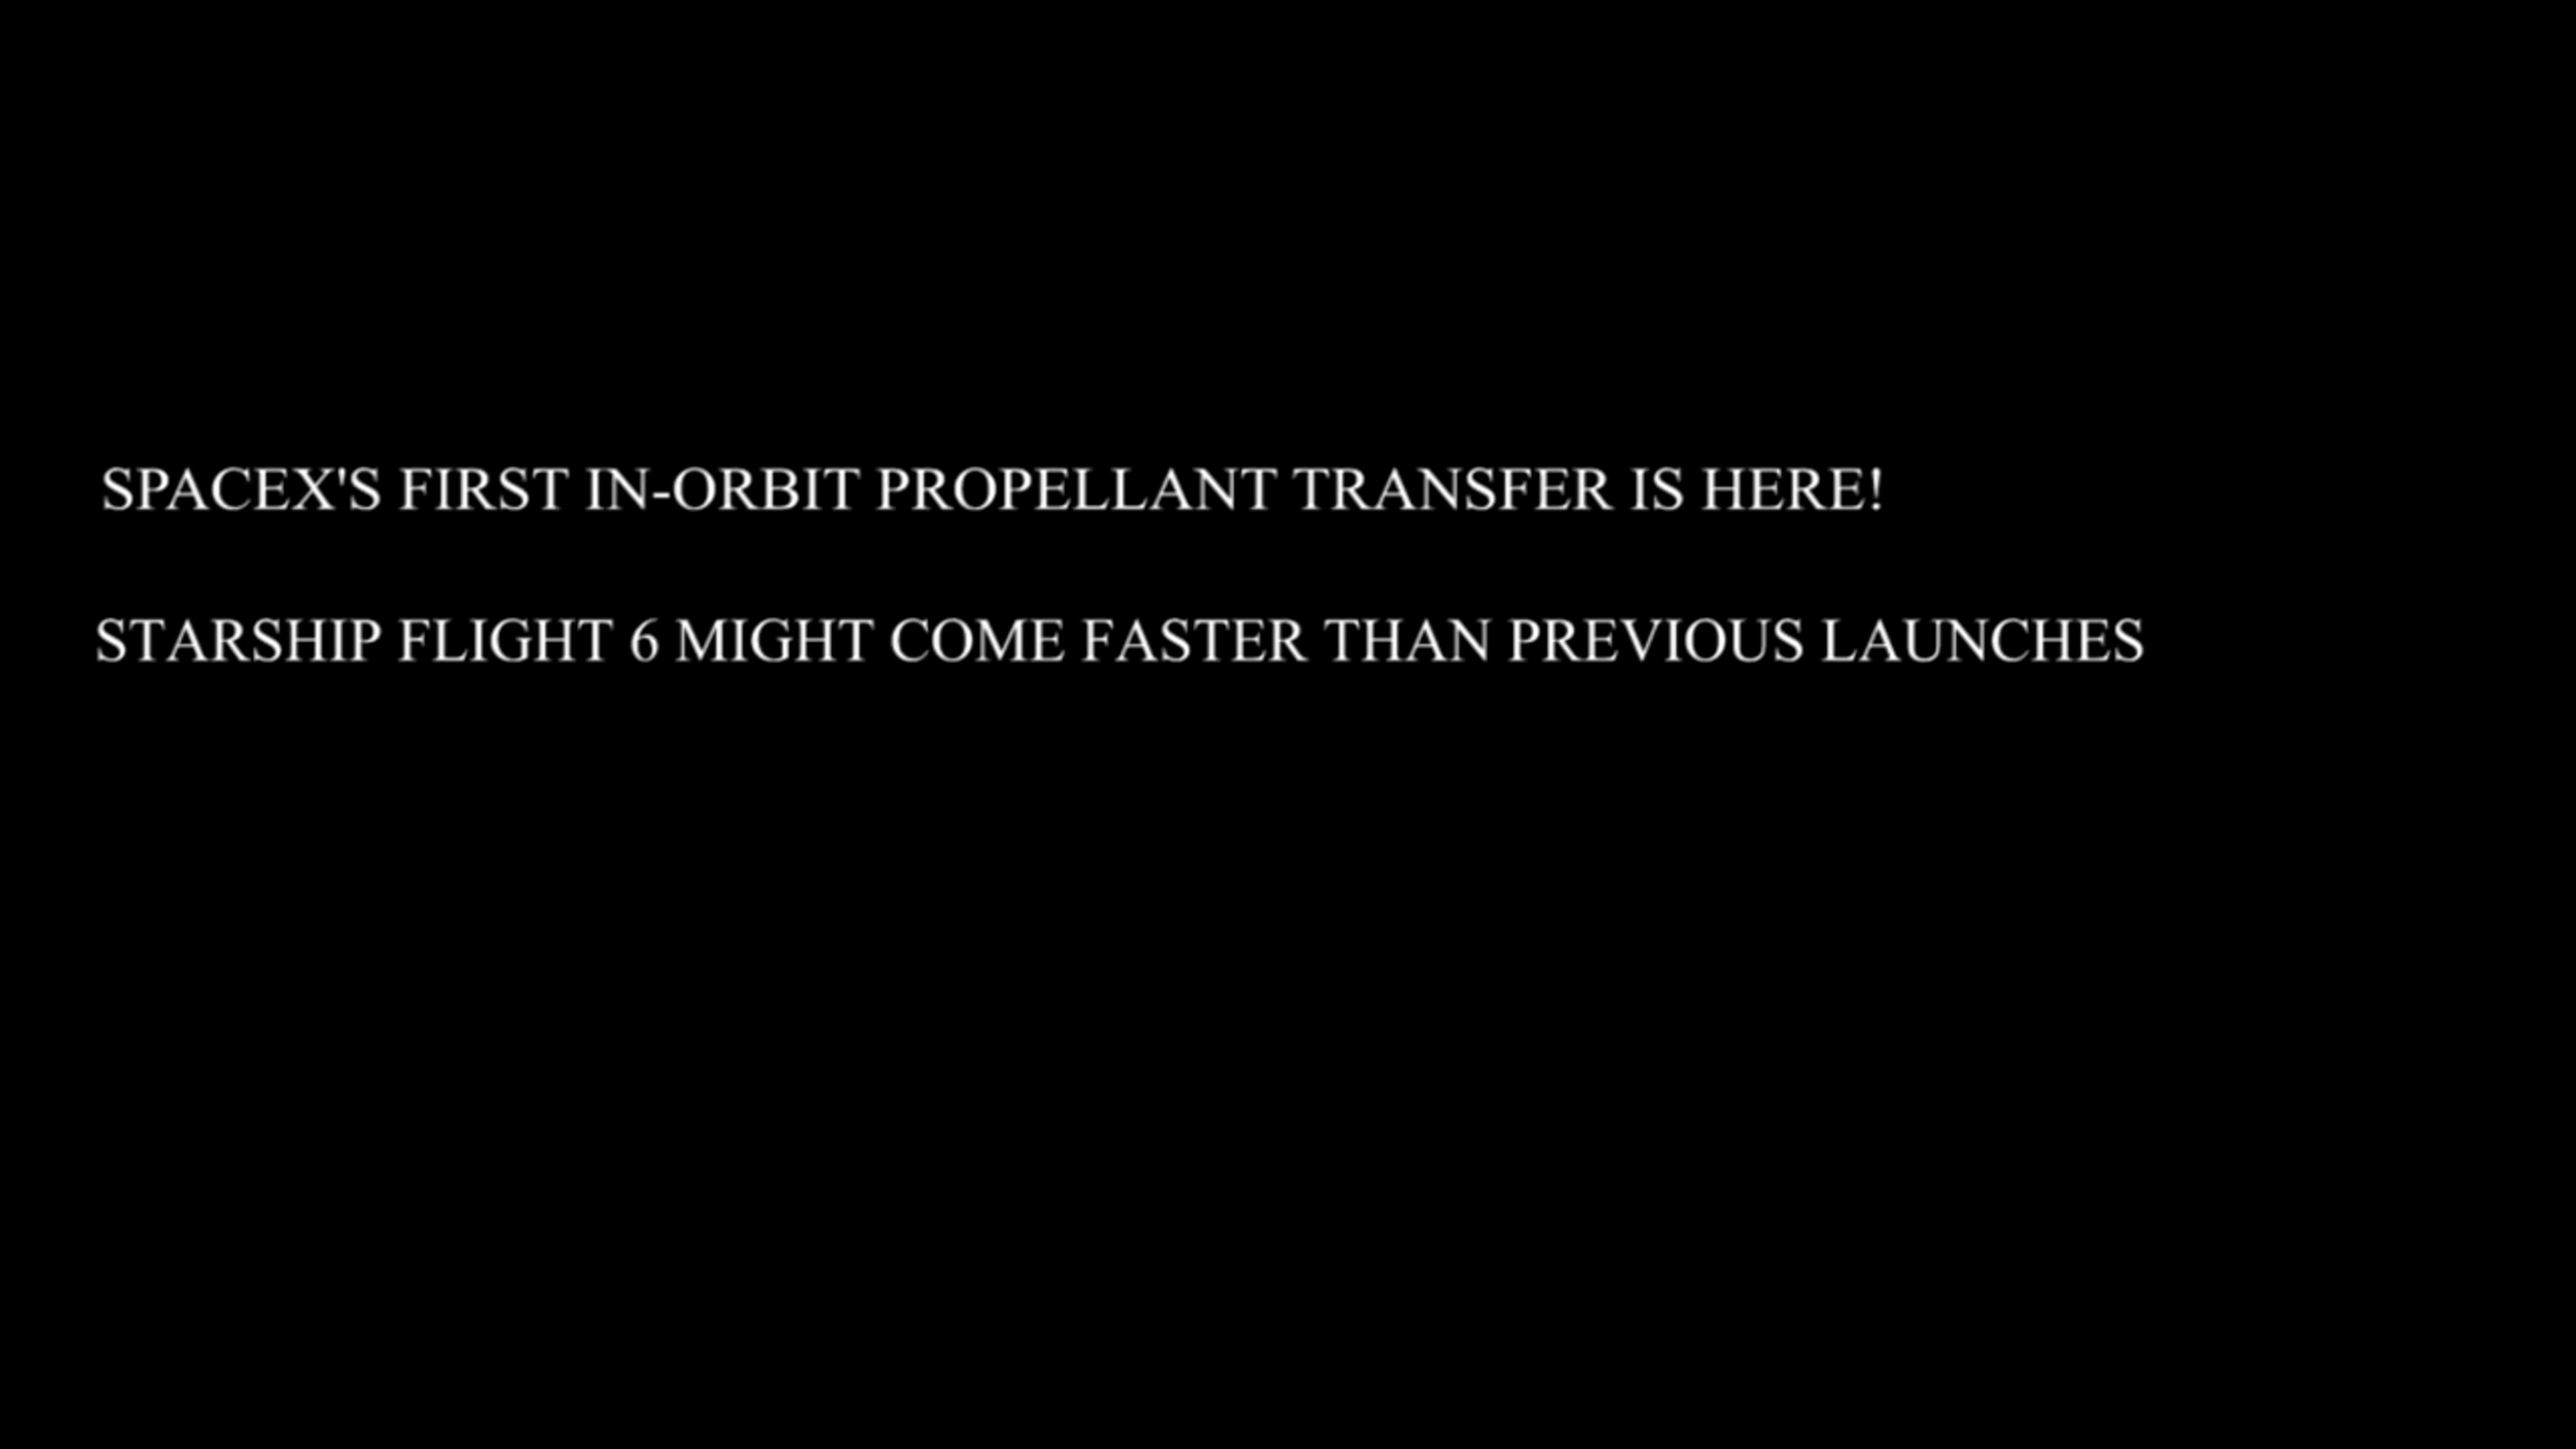 SPACEX'S FIRST IN-ORBIT PROPELLANT TRANSFER IS HERE!
STARSHIP FLIGHT 6 MIGHT COME FASTER THAN PREVIOUS LAUNCHES